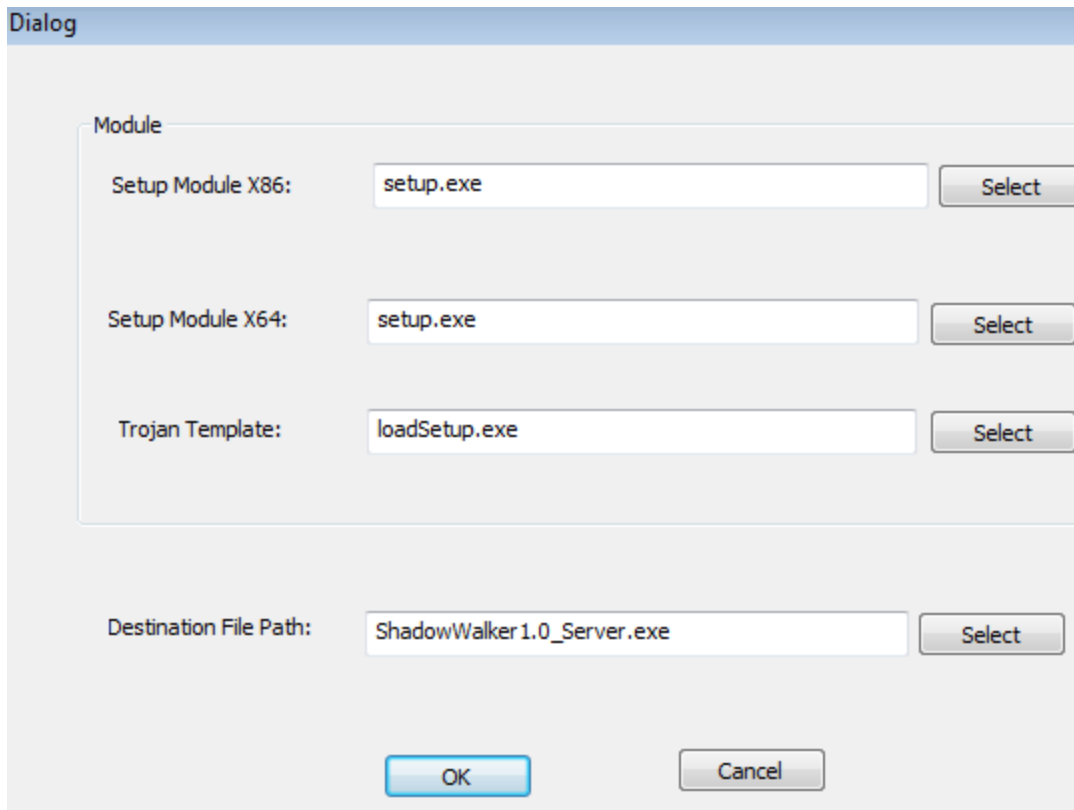 Dialog
Module
Setup Module X86: setup.exe Select
Setup Module X64: setup.exe Select
Trojan Template: loadSetup.exe Select
Destination File Path: ShadowWalker1.0_Server.exe Select
OK Cancel